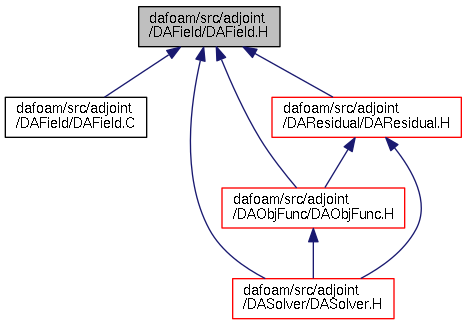 dafoam/src/adjoint
/DAField/DAField.H
dafoam/src/adjoint
/DAField/DAField.C
dafoam/src/adjoint
/DAResidual/DAResidual.H
dafoam/src/adjoint
/DAObjFunc/DAObjFunc.H
dafoam/src/adjoint
/DASolver/DASolver.H